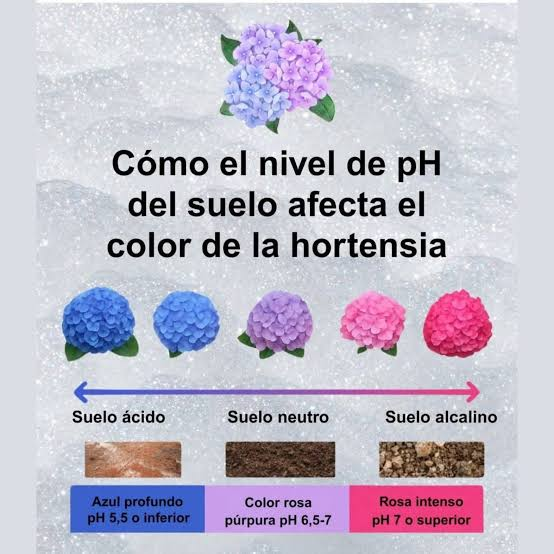 Cómo el nivel de pH
del suelo afecta el
color de la hortensia
Suelo ácido
Suelo neutro
Suelo alcalino
Azul profundo
pH 5,5 o inferior
Color rosa
púrpura pH 6,5-7
Rosa intenso
pH 7 o superior